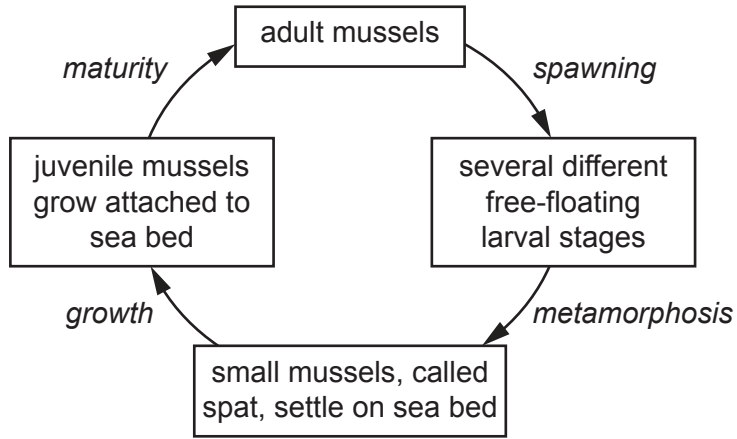 adult mussels
maturity
spawning
juvenile mussels
grow attached to
sea bed
several different
free-floating
larval stages
growth
metamorphosis
small mussels, called
spat, settle on sea bed